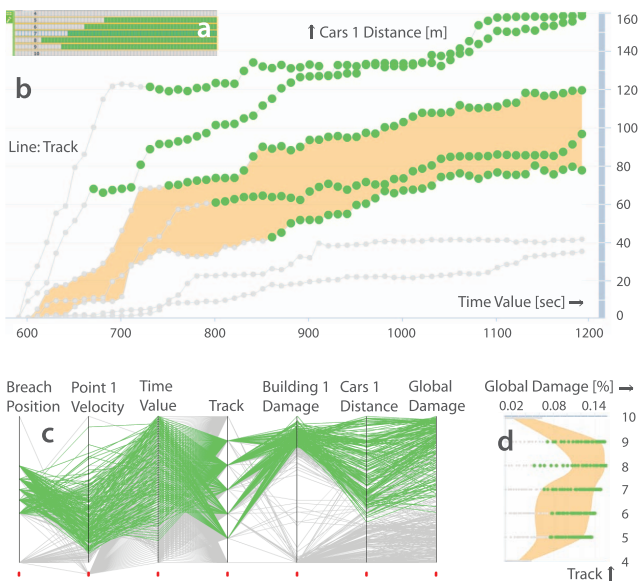 a
b
⬆ Cars 1 Distance [m]
160
140
120
100
80
60
40
20
0
Line: Track
Time Value [sec] ➞
600 700 800 900 1000 1100 1200
Breach Position
Point 1 Velocity
Time Value
Track
Building 1 Damage
Cars 1 Distance
Global Damage
c
Global Damage [%] ➞
0.02 0.08 0.14
d
10
9
8
7
6
5
4
Track ⬆